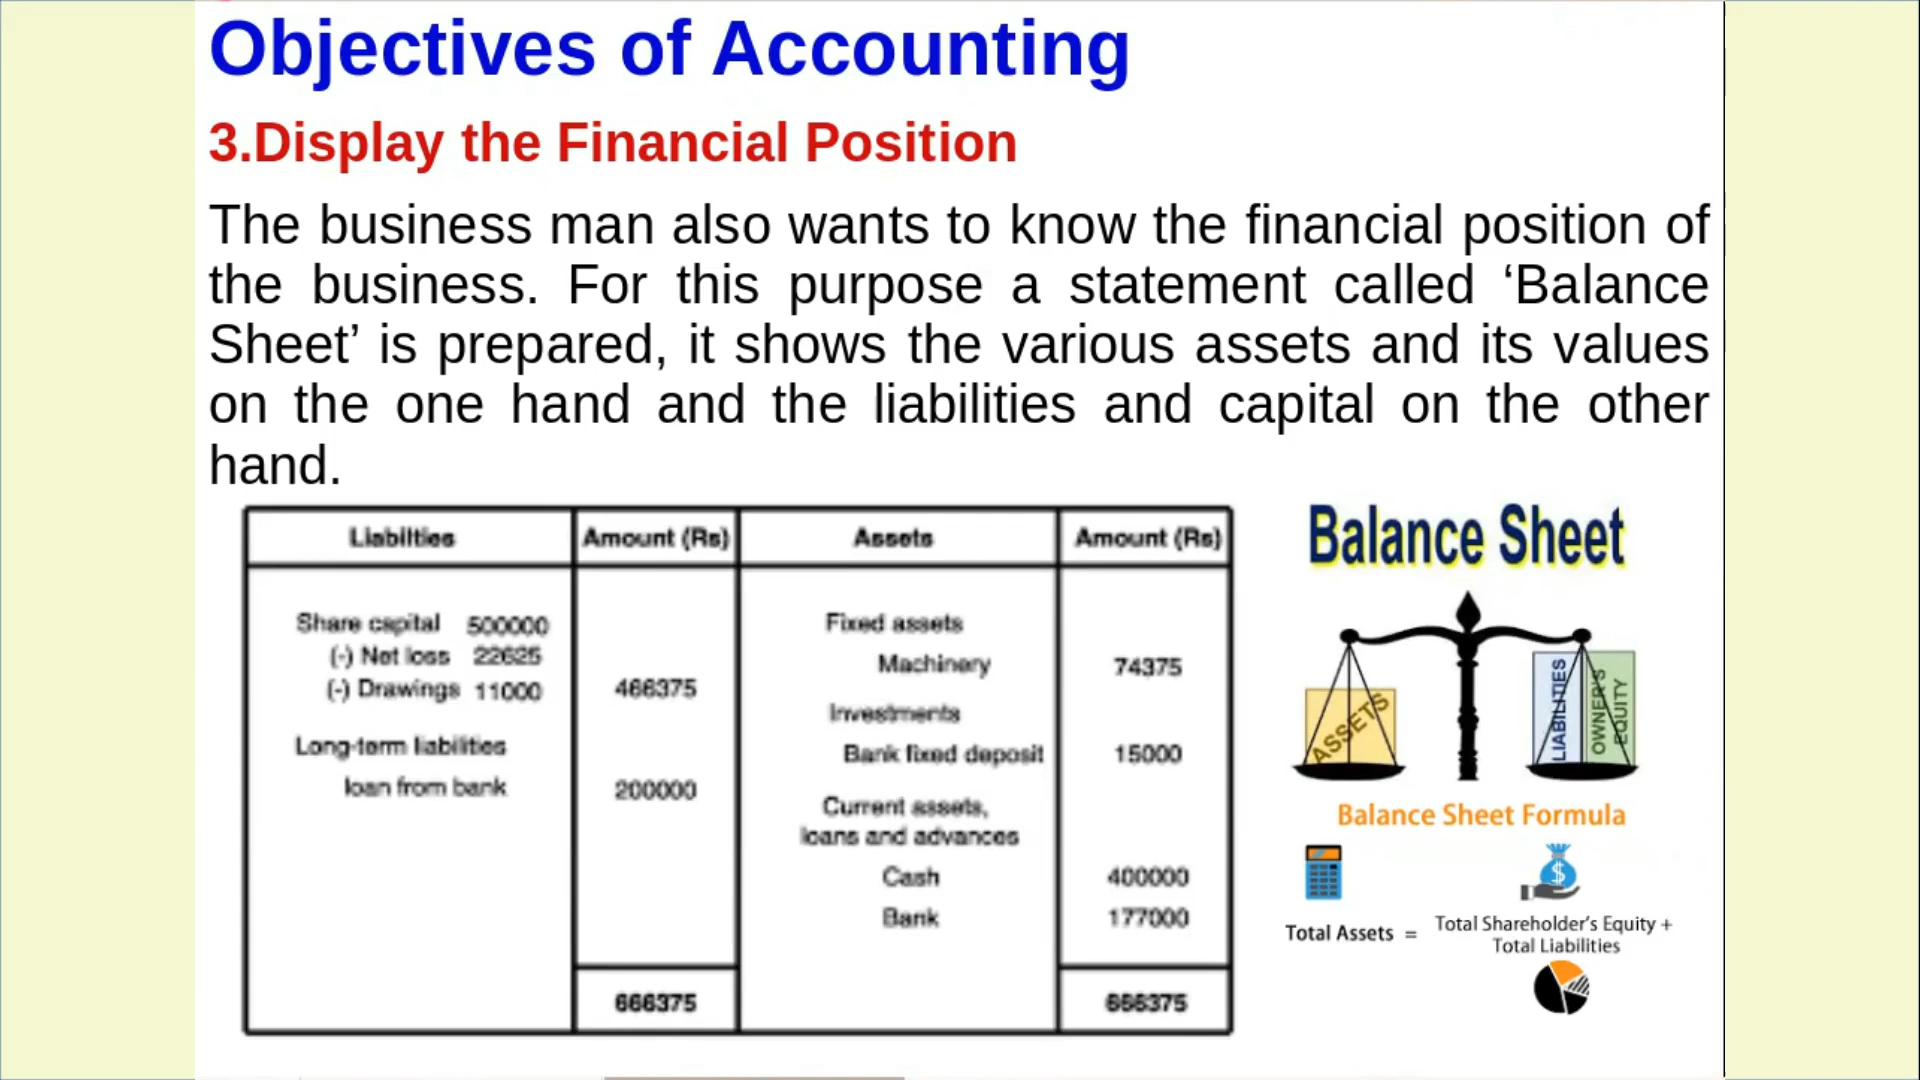 Objectives of Accounting
3.Display the Financial Position
The business man also wants to know the financial position of
the business. For this purpose a statement called ‘Balance
Sheet’ is prepared, it shows the various assets and its values
on the one hand and the liabilities and capital on the other
hand.
Liabilties Amount (Rs) Assets Amount (Rs)
Share capital 500000 Fixed assets
(-) Net loss 22625 Machinery 74375
(-) Drawings 11000 466375
Investments
Long-term liabilities Bank fixed deposit 15000
loan from bank 200000
Current assets,
loans and advances
Cash 400000
Bank 177000
666375 666375
Balance Sheet
ASSETS
LIABILITIES
OWNER'S
EQUITY
Balance Sheet Formula
$
Total Assets = Total Shareholder's Equity +
Total Liabilities